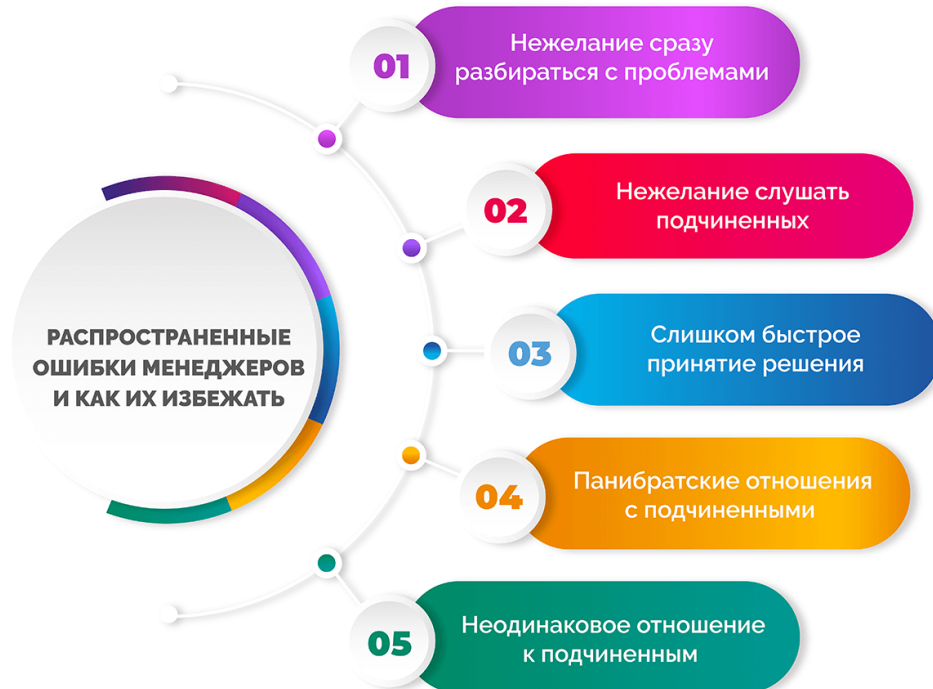 РАСПРОСТРАНЕННЫЕ
ОШИБКИ МЕНЕДЖЕРОВ
И КАК ИХ ИЗБЕЖАТЬ
01
Нежелание сразу
разбираться с проблемами
02
Нежелание слушать
подчиненных
03
Слишком быстрое
принятие решения
04
Панибратские отношения
с подчиненными
05
Неодинаковое отношение
к подчиненным